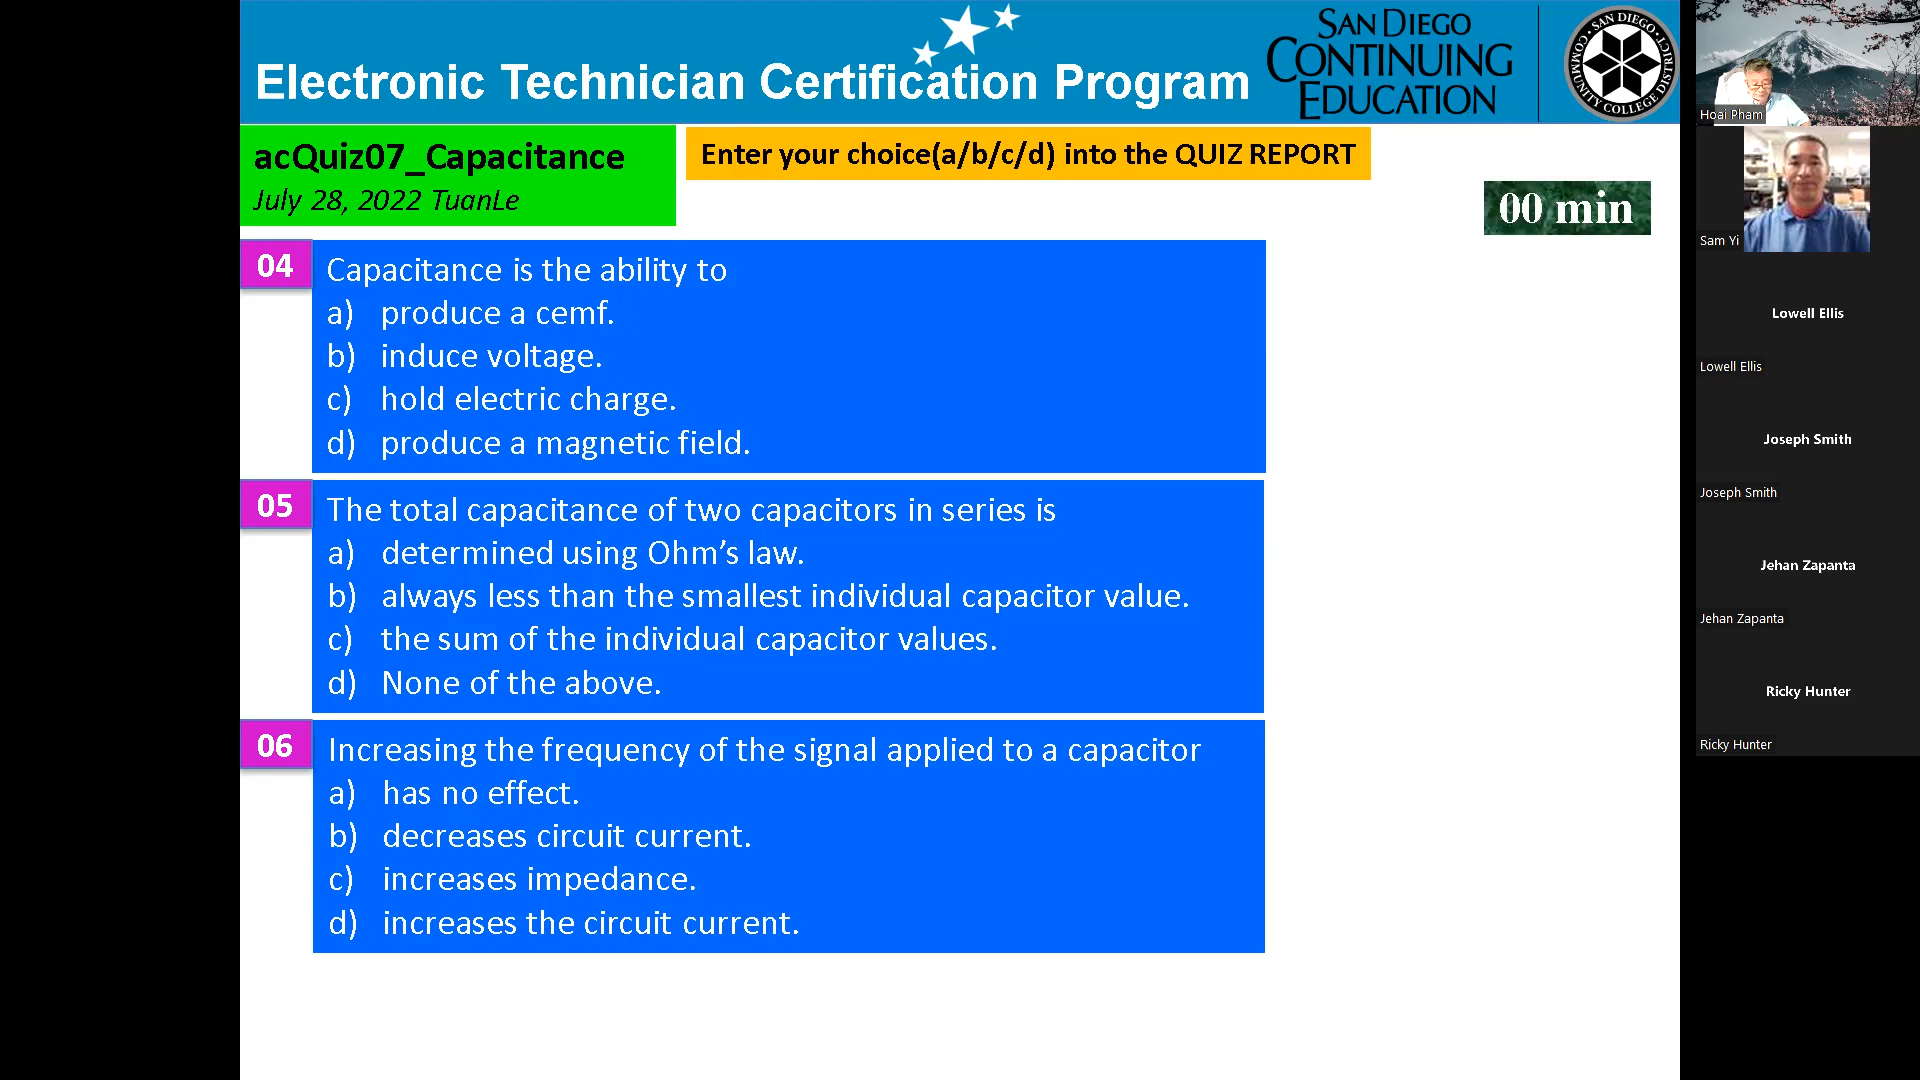 Electronic Technician Certification Program
SAN DIEGO
CONTINUING
EDUCATION
SAN DIEGO
COMMUNITY COLLEGE DISTRICT
acQuiz07_Capacitance
July 28, 2022 TuanLe
Enter your choice(a/b/c/d) into the QUIZ REPORT
00 min
04
Capacitance is the ability to
a) produce a cemf.
b) induce voltage.
c) hold electric charge.
d) produce a magnetic field.
05
The total capacitance of two capacitors in series is
a) determined using Ohm’s law.
b) always less than the smallest individual capacitor value.
c) the sum of the individual capacitor values.
d) None of the above.
06
Increasing the frequency of the signal applied to a capacitor
a) has no effect.
b) decreases circuit current.
c) increases impedance.
d) increases the circuit current.
Hoai Pham
Sam Yi
Lowell Ellis
Lowell Ellis
Joseph Smith
Joseph Smith
Jehan Zapanta
Jehan Zapanta
Ricky Hunter
Ricky Hunter